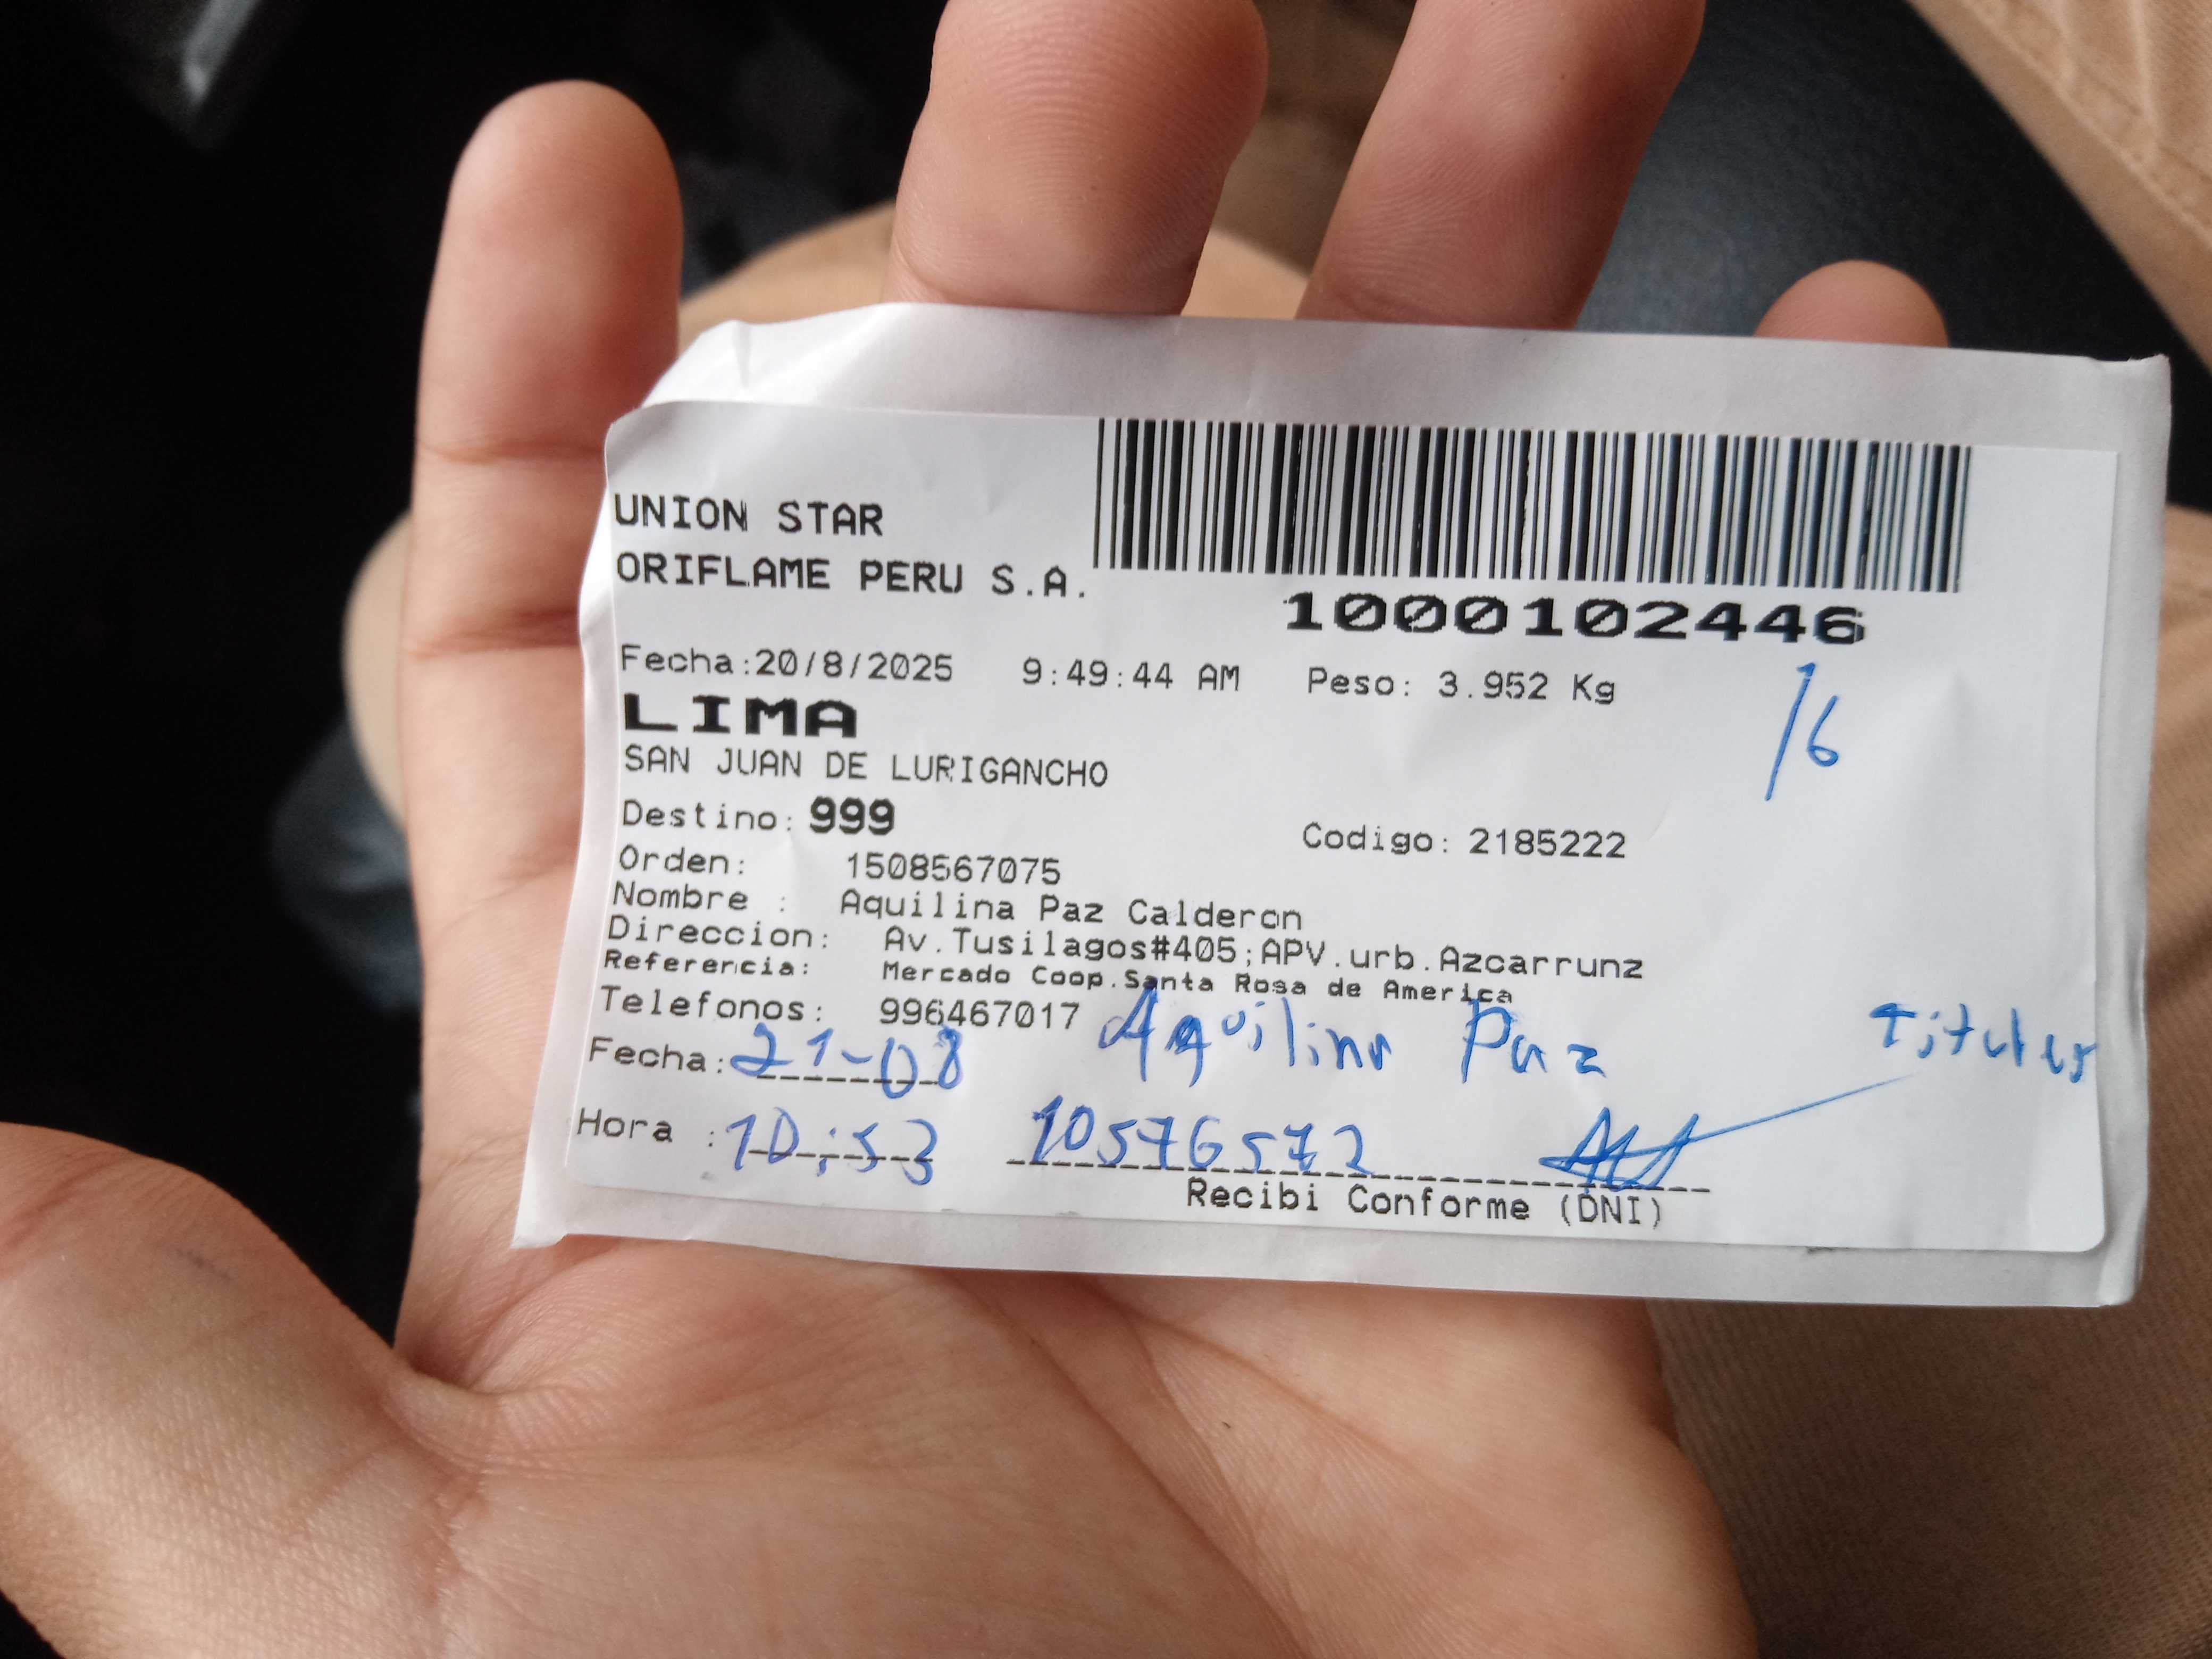 UNION STAR
ORIFLAME PERU S.A.
1000102446
Fecha:20/8/2025 9:49:44 AM Peso: 3.952 Kg
/6
LIMA
SAN JUAN DE LURIGANCHO
Destino: 999
Codigo: 2185222
Orden: 1508567075
Nombre : Aquilina Paz Calderon
Direccion: Av.Tusilagos#405;APV.urb.Azcarrunz
Referencia: Mercado Coop.Santa Rosa de America
Telefonos: 996467017
Aquilina Paz Titular
Fecha: 21-08
Hora : 10:53 10576572
Recibi Conforme (DNI)